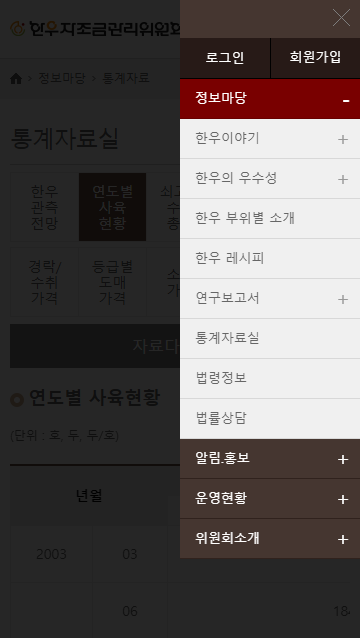 한우자조금관리위원회
> 정보마당 > 통계자료
통계자료실
한우
관측
전망
연도별
사육
현황
경락/
수취
가격
등급별
도매
가격
자료다
연도별 사육현황
(단위 : 호, 두, 두/호)
년월
2003
03
06
18
로그인
회원가입
정보마당 -
한우이야기 +
한우의 우수성 +
한우 부위별 소개
한우 레시피
연구보고서 +
통계자료실
법령정보
법률상담
알림.홍보 +
운영현황 +
위원회소개 +